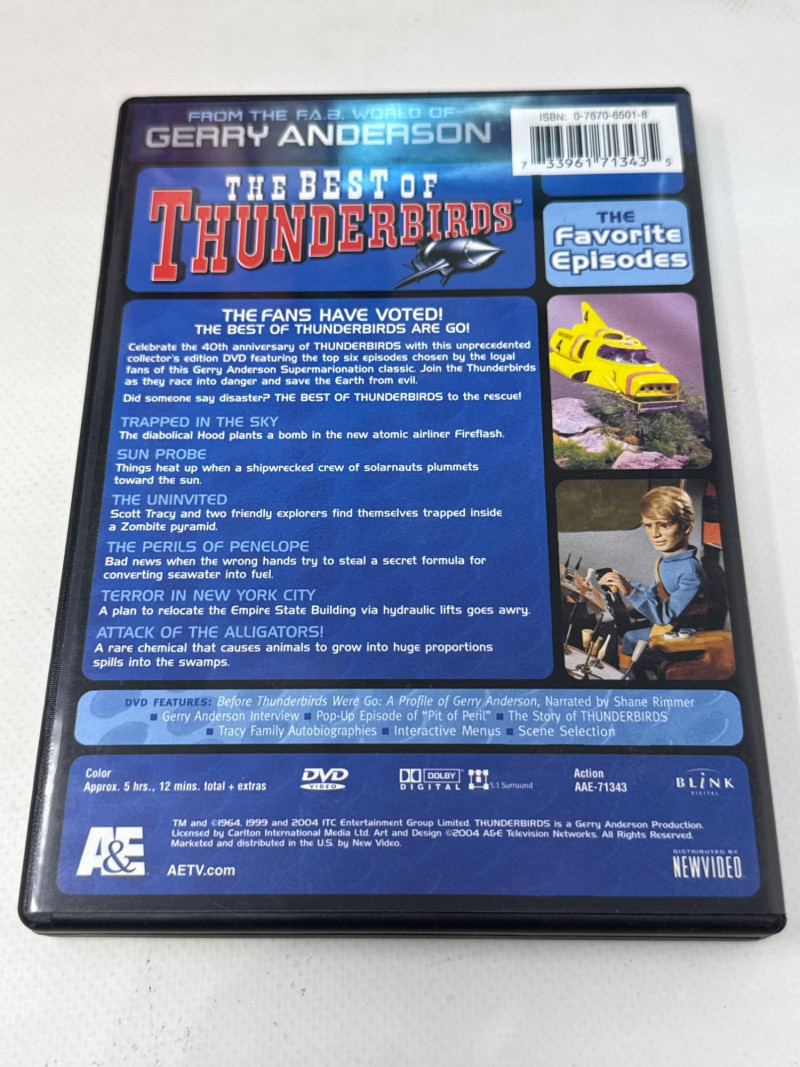 FROM THE F.A.B. WORLD OF
GERRY ANDERSON
ISBN: 0-7670-6501-8
7 33961 71343 5
THE BEST OF
THUNDERBIRDS™
THE
Favorite
Episodes
THE FANS HAVE VOTED!
THE BEST OF THUNDERBIRDS ARE GO!
Celebrate the 40th anniversary of THUNDERBIRDS with this unprecedented
collector's edition DVD featuring the top six episodes chosen by the loyal
fans of this Gerry Anderson Supermarionation classic. Join the Thunderbirds
as they race into danger and save the Earth from evil.
Did someone say disaster? THE BEST OF THUNDERBIRDS to the rescue!
TRAPPED IN THE SKY
The diabolical Hood plants a bomb in the new atomic airliner Fireflash.
SUN PROBE
Things heat up when a shipwrecked crew of solarnauts plummets
toward the sun.
THE UNINVITED
Scott Tracy and two friendly explorers find themselves trapped inside
a Zombite pyramid.
THE PERILS OF PENELOPE
Bad news when the wrong hands try to steal a secret formula for
converting seawater into fuel.
TERROR IN NEW YORK CITY
A plan to relocate the Empire State Building via hydraulic lifts goes awry.
ATTACK OF THE ALLIGATORS!
A rare chemical that causes animals to grow into huge proportions
spills into the swamps.
4
DVD FEATURES: Before Thunderbirds Were Go: A Profile of Gerry Anderson, Narrated by Shane Rimmer
■ Gerry Anderson Interview ■ Pop-Up Episode of "Pit of Peril" ■ The Story of THUNDERBIRDS
■ Tracy Family Autobiographies ■ Interactive Menus ■ Scene Selection
Color
Approx. 5 hrs., 12 mins. total + extras
DVD
VIDEO
DOLBY
DIGITAL
5.1 Surround
Action
AAE-71343
BLINK
DIGITAL
TM and ©1964, 1999 and 2004 ITC Entertainment Group Limited. THUNDERBIRDS is a Gerry Anderson Production.
Licensed by Carlton International Media Ltd. Art and Design ©2004 A&E Television Networks. All Rights Reserved.
Marketed and distributed in the U.S. by New Video.
A&E
AETV.com
DISTRIBUTED BY
NEWVIDEO